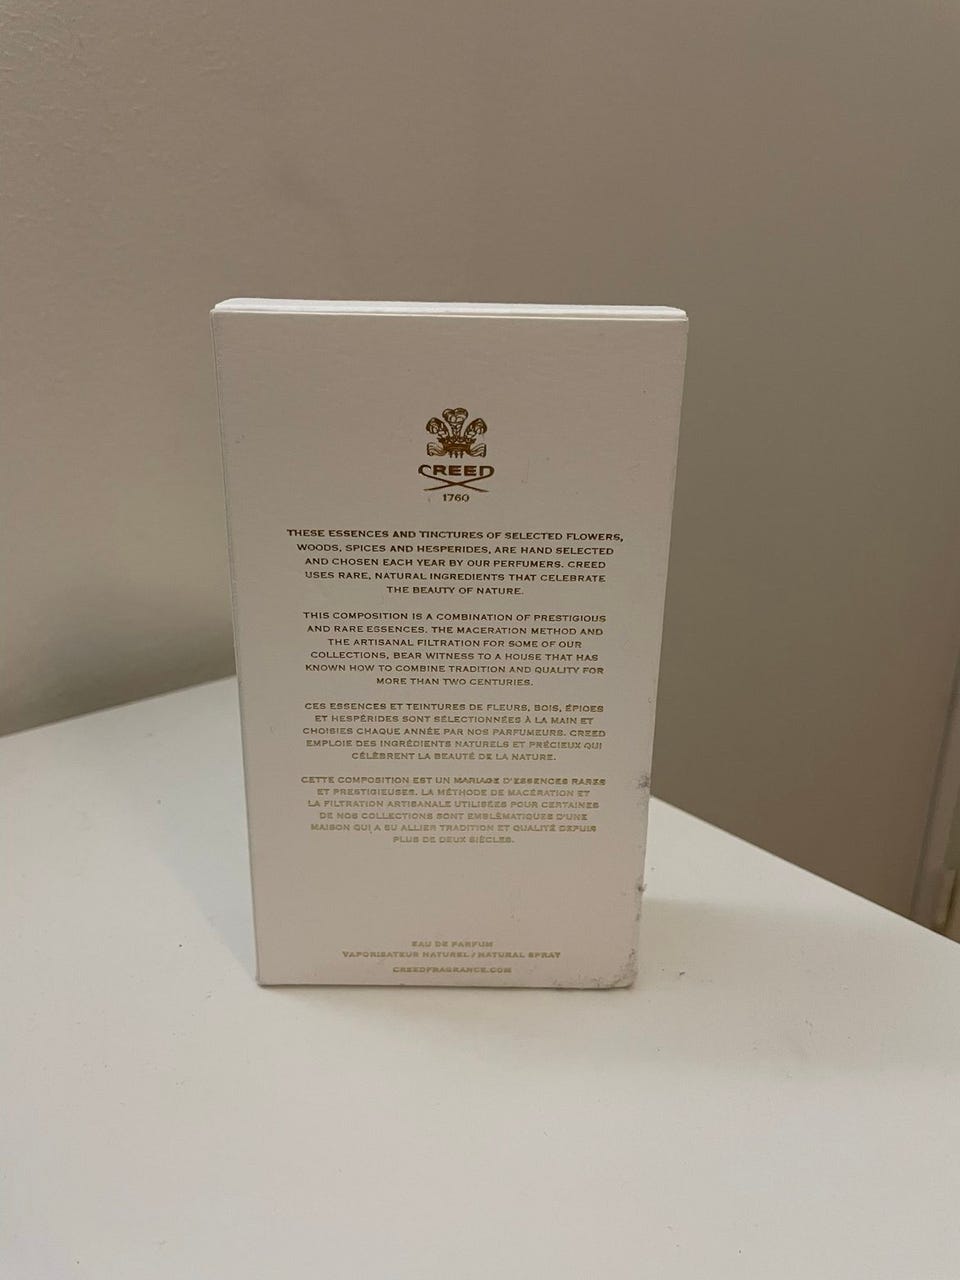 CREED
1760
THESE ESSENCES AND TINCTURES OF SELECTED FLOWERS,
WOODS, SPICES AND HESPERIDES, ARE HAND SELECTED
AND CHOSEN EACH YEAR BY OUR PERFUMERS. CREED
USES RARE, NATURAL INGREDIENTS THAT CELEBRATE
THE BEAUTY OF NATURE.
THIS COMPOSITION IS A COMBINATION OF PRESTIGIOUS
AND RARE ESSENCES. THE MACERATION METHOD AND
THE ARTISANAL FILTRATION FOR SOME OF OUR
COLLECTIONS, BEAR WITNESS TO A HOUSE THAT HAS
KNOWN HOW TO COMBINE TRADITION AND QUALITY FOR
MORE THAN TWO CENTURIES.
CES ESSENCES ET TEINTURES DE FLEURS, BOIS, ÉPICES
ET HESPÉRIDES SONT SÉLECTIONNÉES À LA MAIN ET
CHOISIES CHAQUE ANNÉE PAR NOS PARFUMEURS. CREED
EMPLOIE DES INGRÉDIENTS NATURELS ET PRÉCIEUX QUI
CÉLÈBRENT LA BEAUTÉ DE LA NATURE.
CETTE COMPOSITION EST UN MARIAGE D'ESSENCES RARES
ET PRESTIGIEUSES. LA MÉTHODE DE MACÉRATION ET
LA FILTRATION ARTISANALE UTILISÉES POUR CERTAINES
DE NOS COLLECTIONS SONT EMBLÉMATIQUES D'UNE
MAISON QUI A SU ALLIER TRADITION ET QUALITÉ DEPUIS
PLUS DE DEUX SIÈCLES.
EAU DE PARFUM
VAPORISATEUR NATUREL / NATURAL SPRAY
CREEDFRAGRANCE.COM